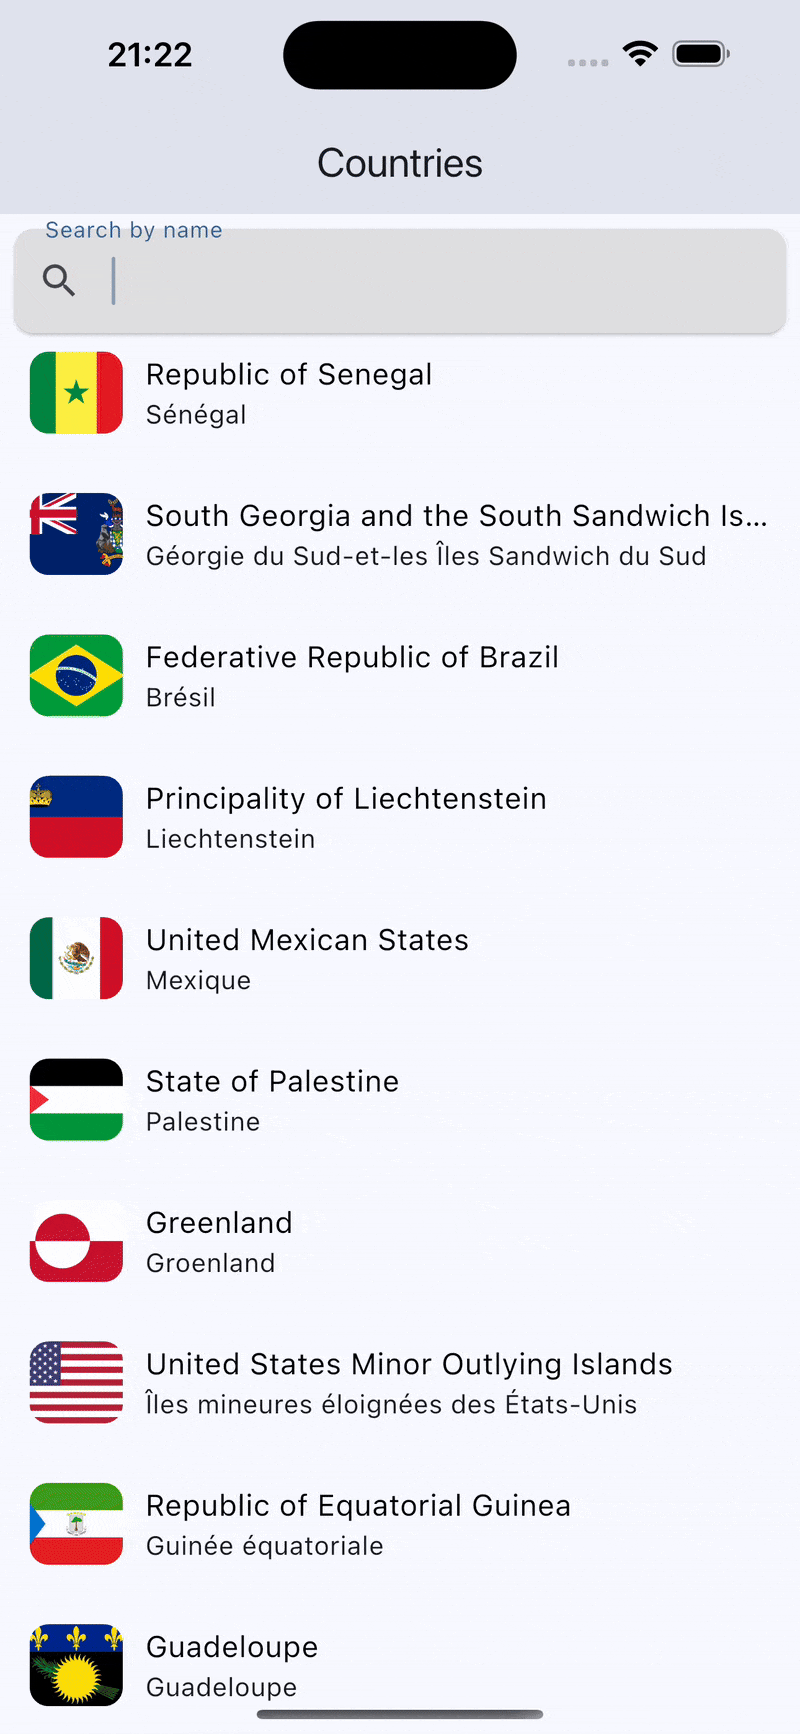 21:22
Countries
Search by name
Republic of Senegal
Sénégal
South Georgia and the South Sandwich Is...
Géorgie du Sud-et-les Îles Sandwich du Sud
Federative Republic of Brazil
Brésil
Principality of Liechtenstein
Liechtenstein
United Mexican States
Mexique
State of Palestine
Palestine
Greenland
Groenland
United States Minor Outlying Islands
Îles mineures éloignées des États-Unis
Republic of Equatorial Guinea
Guinée équatoriale
Guadeloupe
Guadeloupe